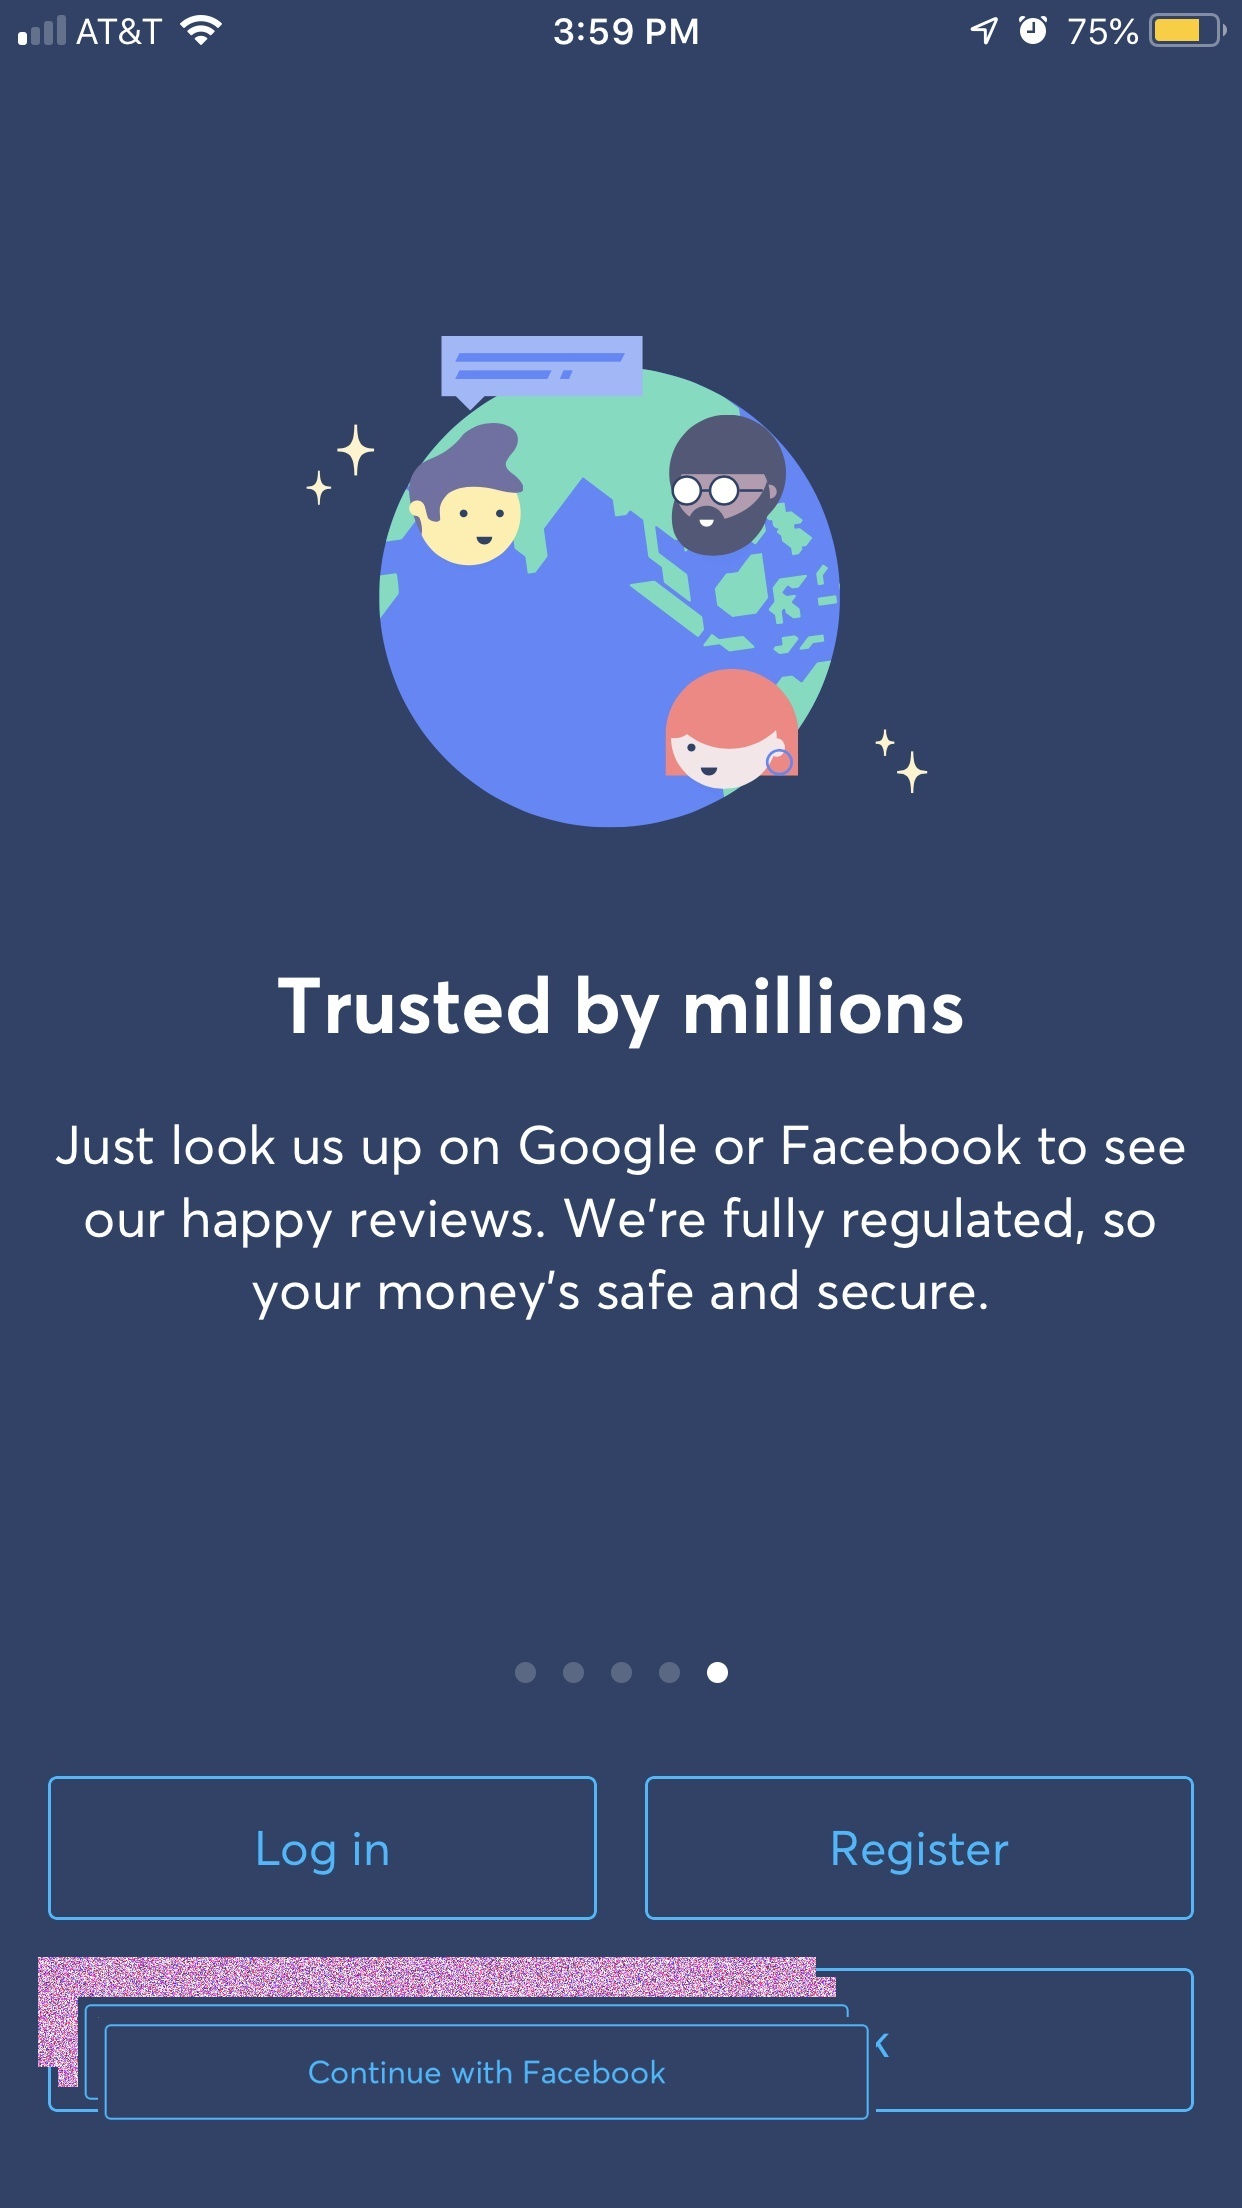 AT&T 3:59 PM 75%
Trusted by millions
Just look us up on Google or Facebook to see
our happy reviews. We're fully regulated, so
your money's safe and secure.
Log in Register
k
Continue with Facebook